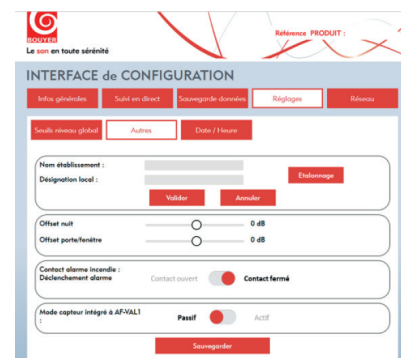 BOUYER
Le son en toute sérénité
Référence PRODUIT :
INTERFACE de CONFIGURATION
Infos générales Suivi en direct Sauvegarde données Réglages Réseau
Seuils niveau global Autres Date / Heure
Nom établissement :
Désignation local :
Etalonnage
Valider Annuler
Offset nuit 0 dB
Offset porte/fenêtre 0 dB
Contact alarme incendie :
Déclenchement alarme Contact ouvert Contact fermé
Mode capteur intégré à AF-VAL1
: Passif Actif
Sauvegarder